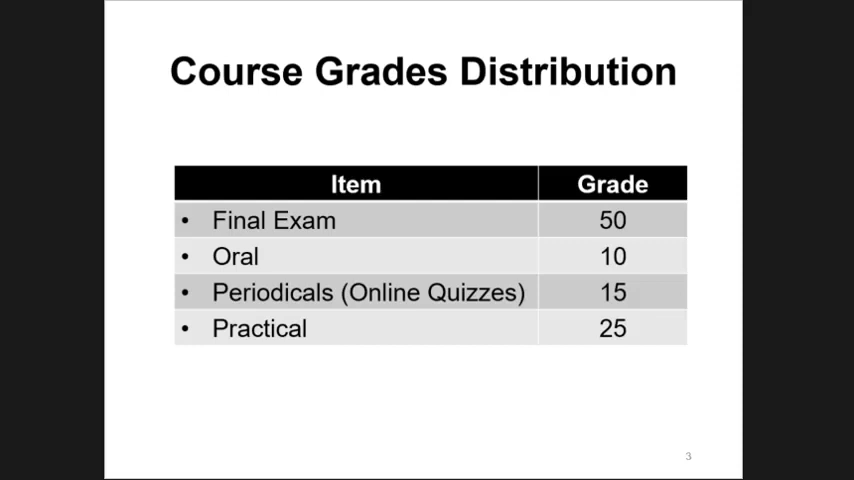 Course Grades Distribution
Item Grade
• Final Exam 50
• Oral 10
• Periodicals (Online Quizzes) 15
• Practical 25
3